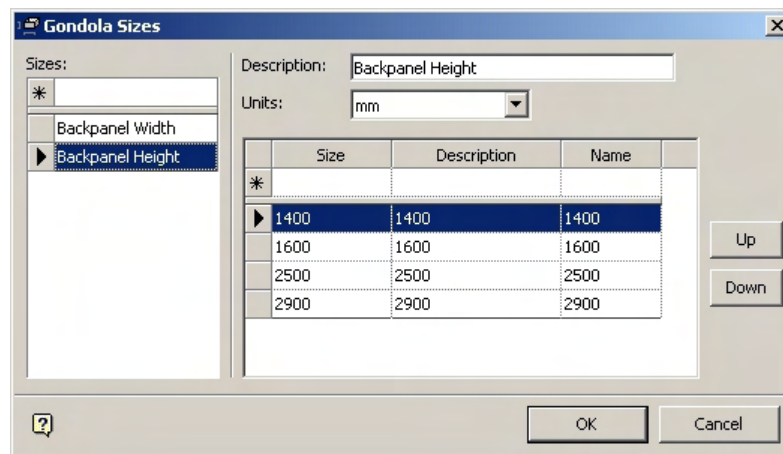 Gondola Sizes
Sizes:
Backpanel Width
Backpanel Height
Description: Backpanel Height
Units: mm
Size Description Name
1400 1400 1400
1600 1600 1600
2500 2500 2500
2900 2900 2900
Up
Down
OK Cancel